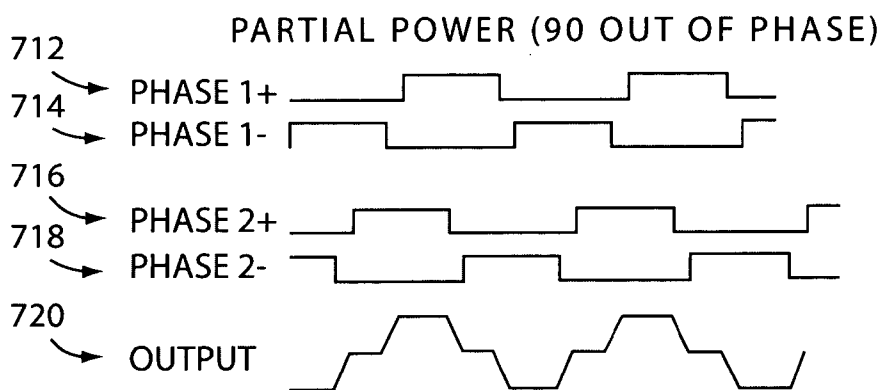 PARTIAL POWER (90 OUT OF PHASE)
712
PHASE 1+
714
PHASE 1-
716
PHASE 2+
718
PHASE 2-
720
OUTPUT